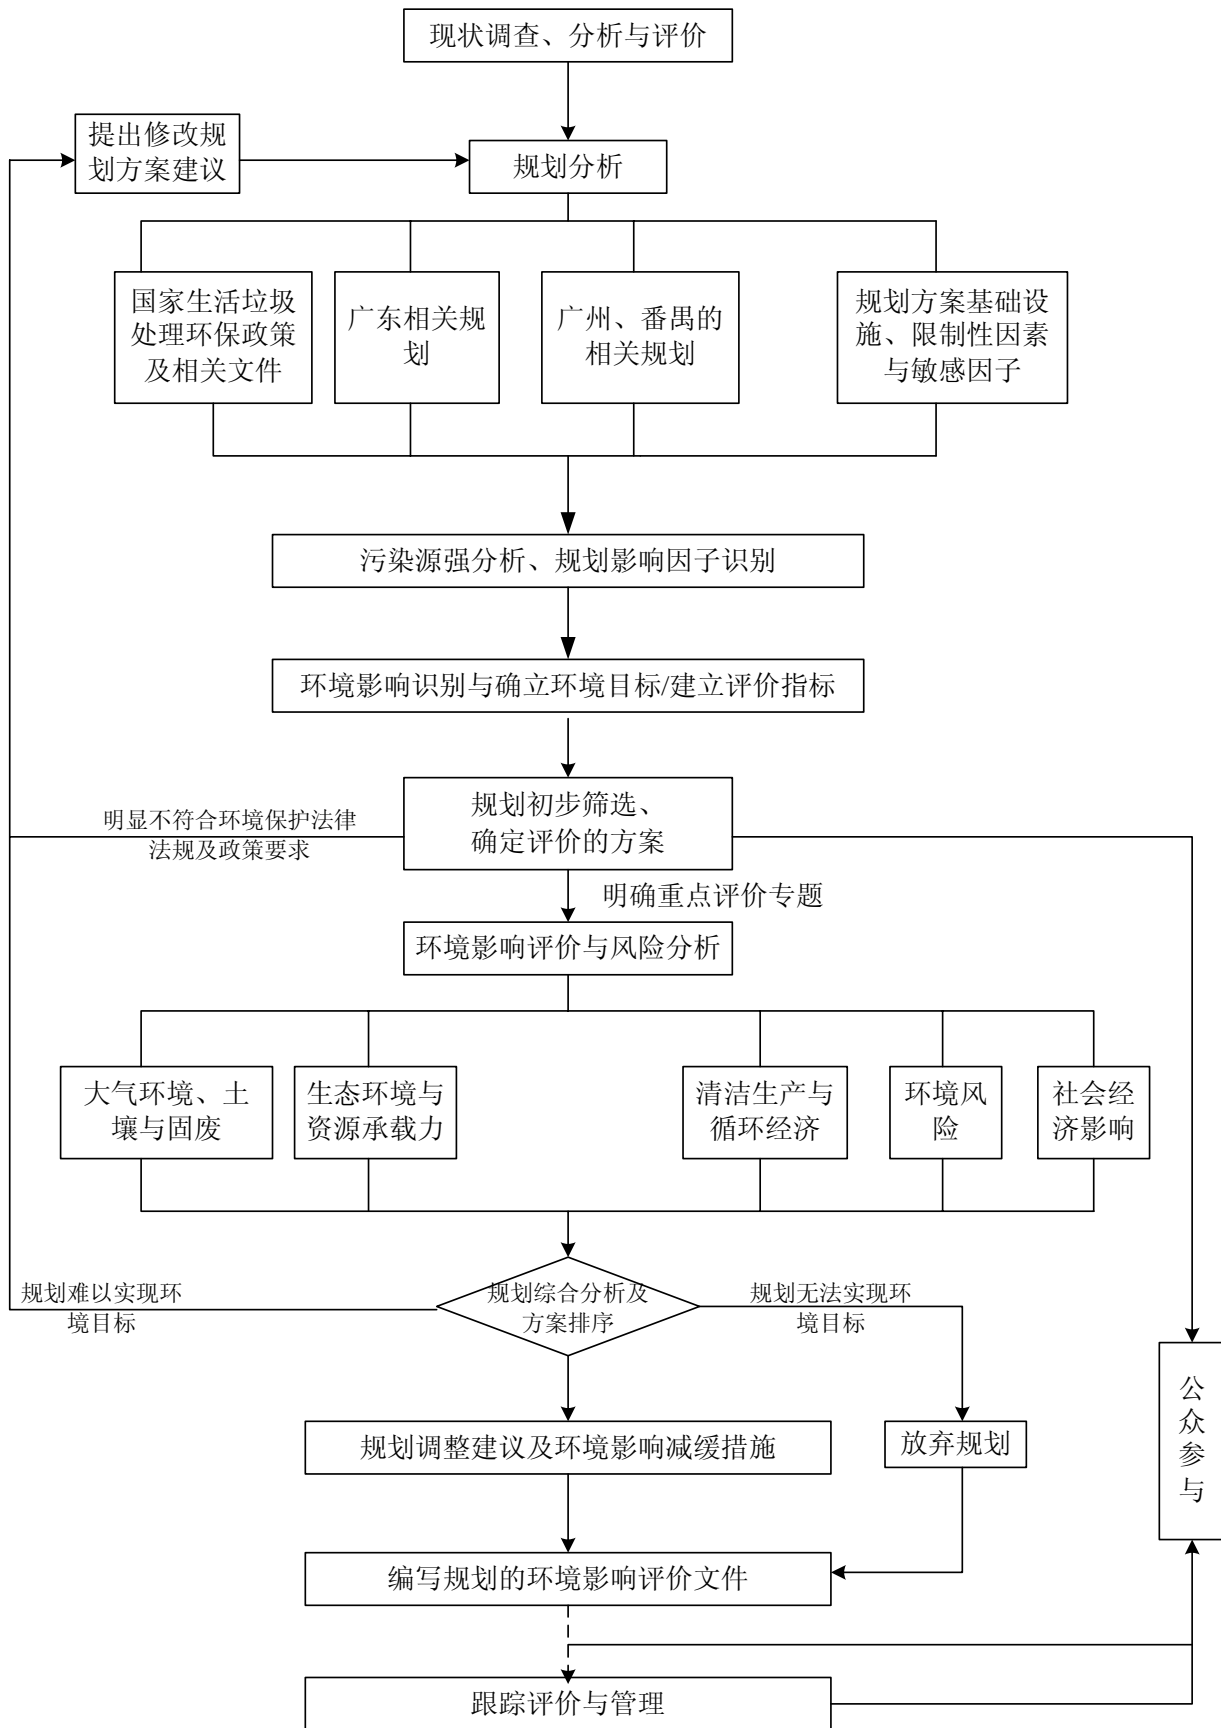 现状调查、分析与评价
提出修改规
划方案建议
规划分析
国家生活垃圾
处理环保政策
及相关文件
广东相关规
划
广州、番禺的
相关规划
规划方案基础设
施、限制性因素
与敏感因子
污染源强分析、规划影响因子识别
环境影响识别与确立环境目标/建立评价指标
规划初步筛选、
确定评价的方案
明显不符合环境保护法律
法规及政策要求
明确重点评价专题
环境影响评价与风险分析
大气环境、土
壤与固废
生态环境与
资源承载力
清洁生产与
循环经济
环境风
险
社会经
济影响
规划难以实现环
境目标
规划综合分析及
方案排序
规划无法实现环
境目标
公
众
参
与
规划调整建议及环境影响减缓措施
放弃规划
编写规划的环境影响评价文件
跟踪评价与管理